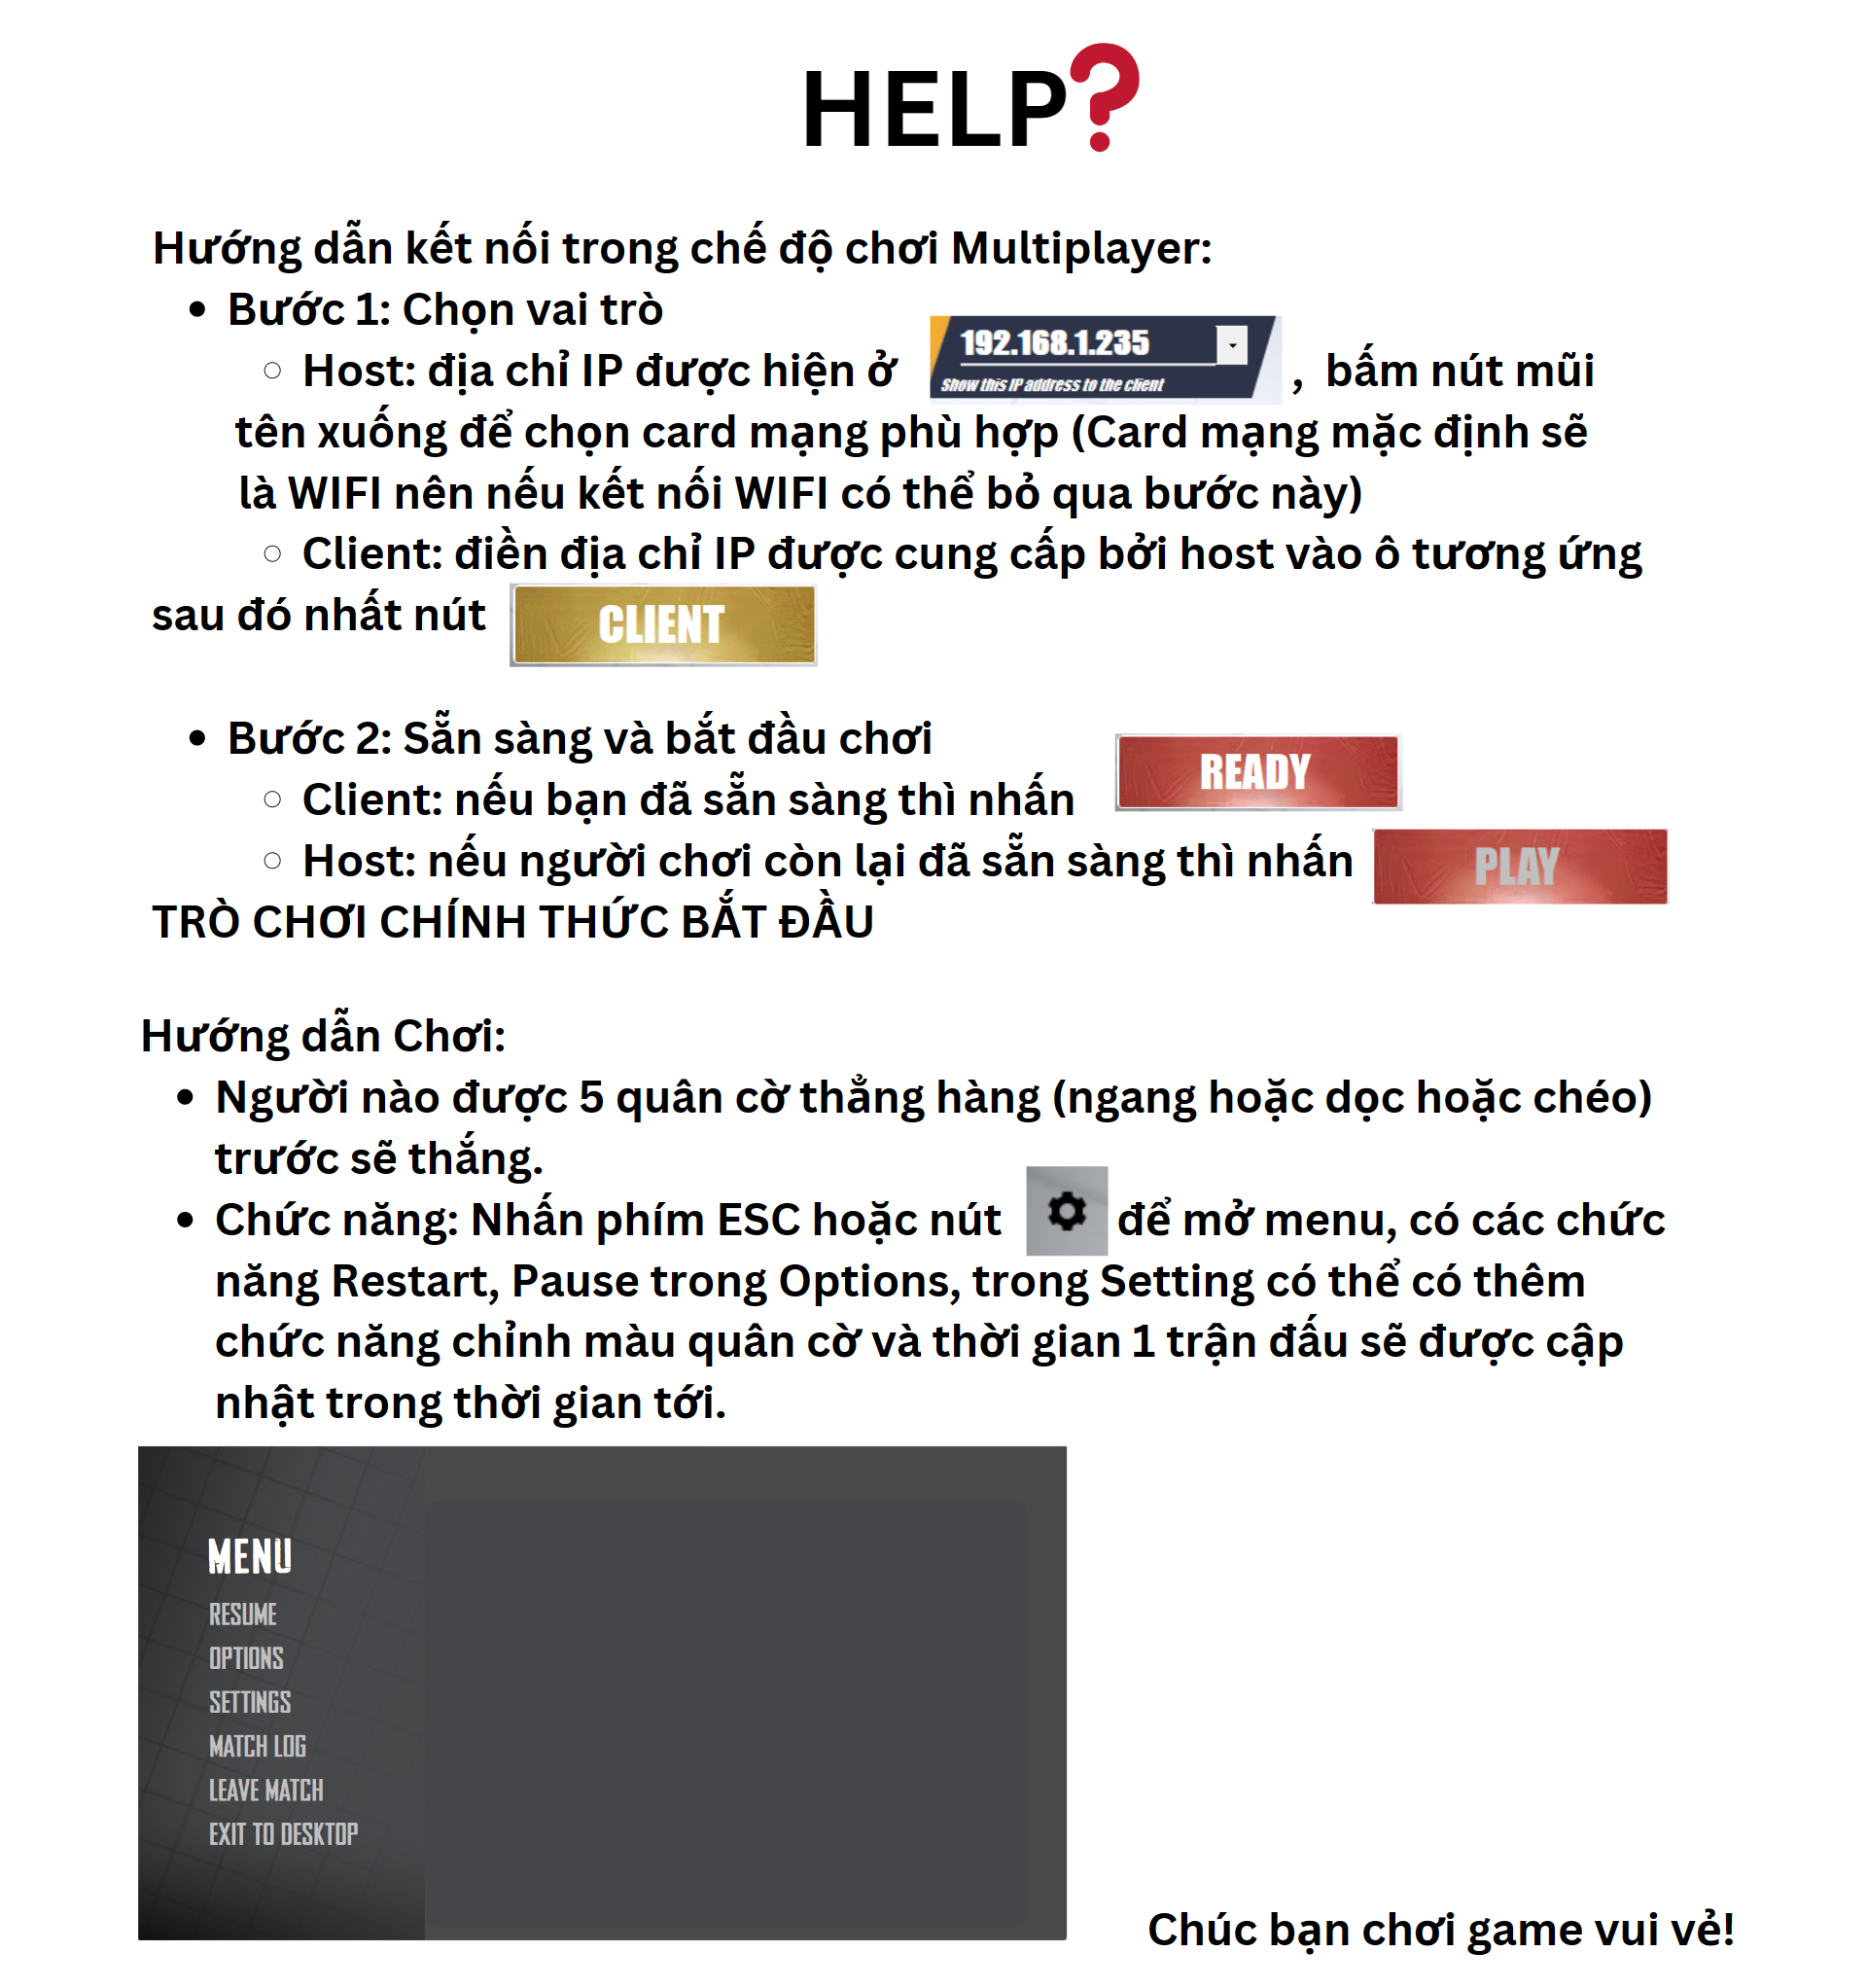 HELP?
Hướng dẫn kết nối trong chế độ chơi Multiplayer:
• Bước 1: Chọn vai trò
192.168.1.235
○ Host: địa chỉ IP được hiện ở , bấm nút mũi
Show this IP address to the client
tên xuống để chọn card mạng phù hợp (Card mạng mặc định sẽ
là WIFI nên nếu kết nối WIFI có thể bỏ qua bước này)
○ Client: điền địa chỉ IP được cung cấp bởi host vào ô tương ứng
sau đó nhất nút CLIENT
• Bước 2: Sẵn sàng và bắt đầu chơi
○ Client: nếu bạn đã sẵn sàng thì nhấn READY
○ Host: nếu người chơi còn lại đã sẵn sàng thì nhấn PLAY
TRÒ CHƠI CHÍNH THỨC BẮT ĐẦU
Hướng dẫn Chơi:
• Người nào được 5 quân cờ thẳng hàng (ngang hoặc dọc hoặc chéo)
trước sẽ thắng.
• Chức năng: Nhấn phím ESC hoặc nút để mở menu, có các chức
năng Restart, Pause trong Options, trong Setting có thể có thêm
chức năng chỉnh màu quân cờ và thời gian 1 trận đấu sẽ được cập
nhật trong thời gian tới.
MENU
RESUME
OPTIONS
SETTINGS
MATCH LOG
LEAVE MATCH
EXIT TO DESKTOP
Chúc bạn chơi game vui vẻ!